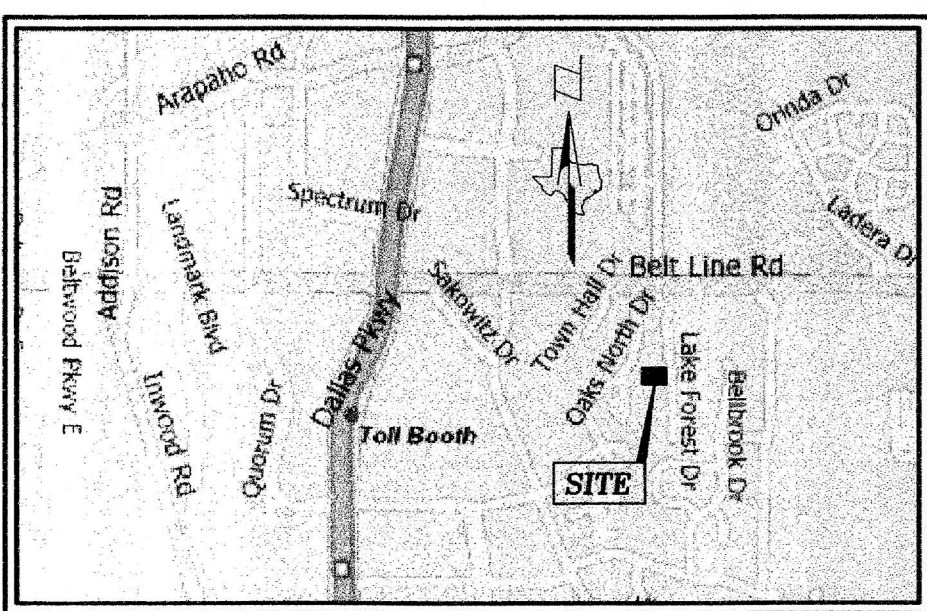 Arapaho Rd
Orinda Dr
Spectrum Dr
Ladera Dr
Addison Rd
Landmark Blvd
Beltwood Pkwy E
Belt Line Rd
Sakowitz Dr
Town Hall Dr
Oaks North Dr
Dallas Pkwy
Lake Forest Dr
Bellbrook Dr
Inwood Rd
Quorum Dr
Toll Booth
SITE